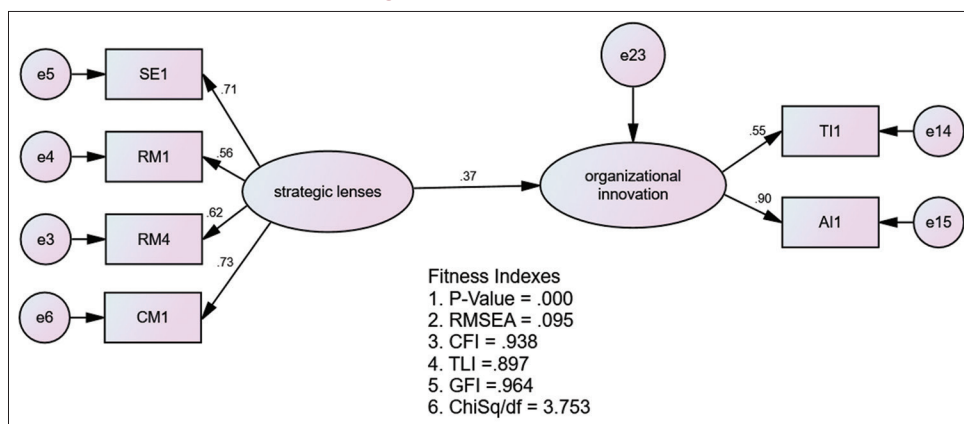 e5
SE1
.71
e4
RM1
.56
e3
RM4
.62
e6
CM1
.73
strategic lenses
.37
e23
organizational
innovation
.55
TI1
e14
.90
AI1
e15
Fitness Indexes
1. P-Value = .000
2. RMSEA = .095
3. CFI = .938
4. TLI =.897
5. GFI =.964
6. ChiSq/df = 3.753